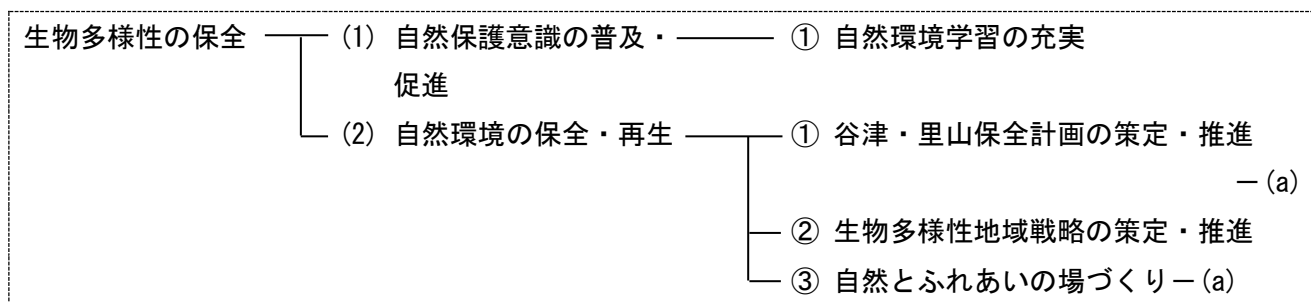 生物多様性の保全 (1) 自然保護意識の普及・ ① 自然環境学習の充実
促進
(2) 自然環境の保全・再生 ① 谷津・里山保全計画の策定・推進
－(a)
② 生物多様性地域戦略の策定・推進
③ 自然とふれあいの場づくり－(a)